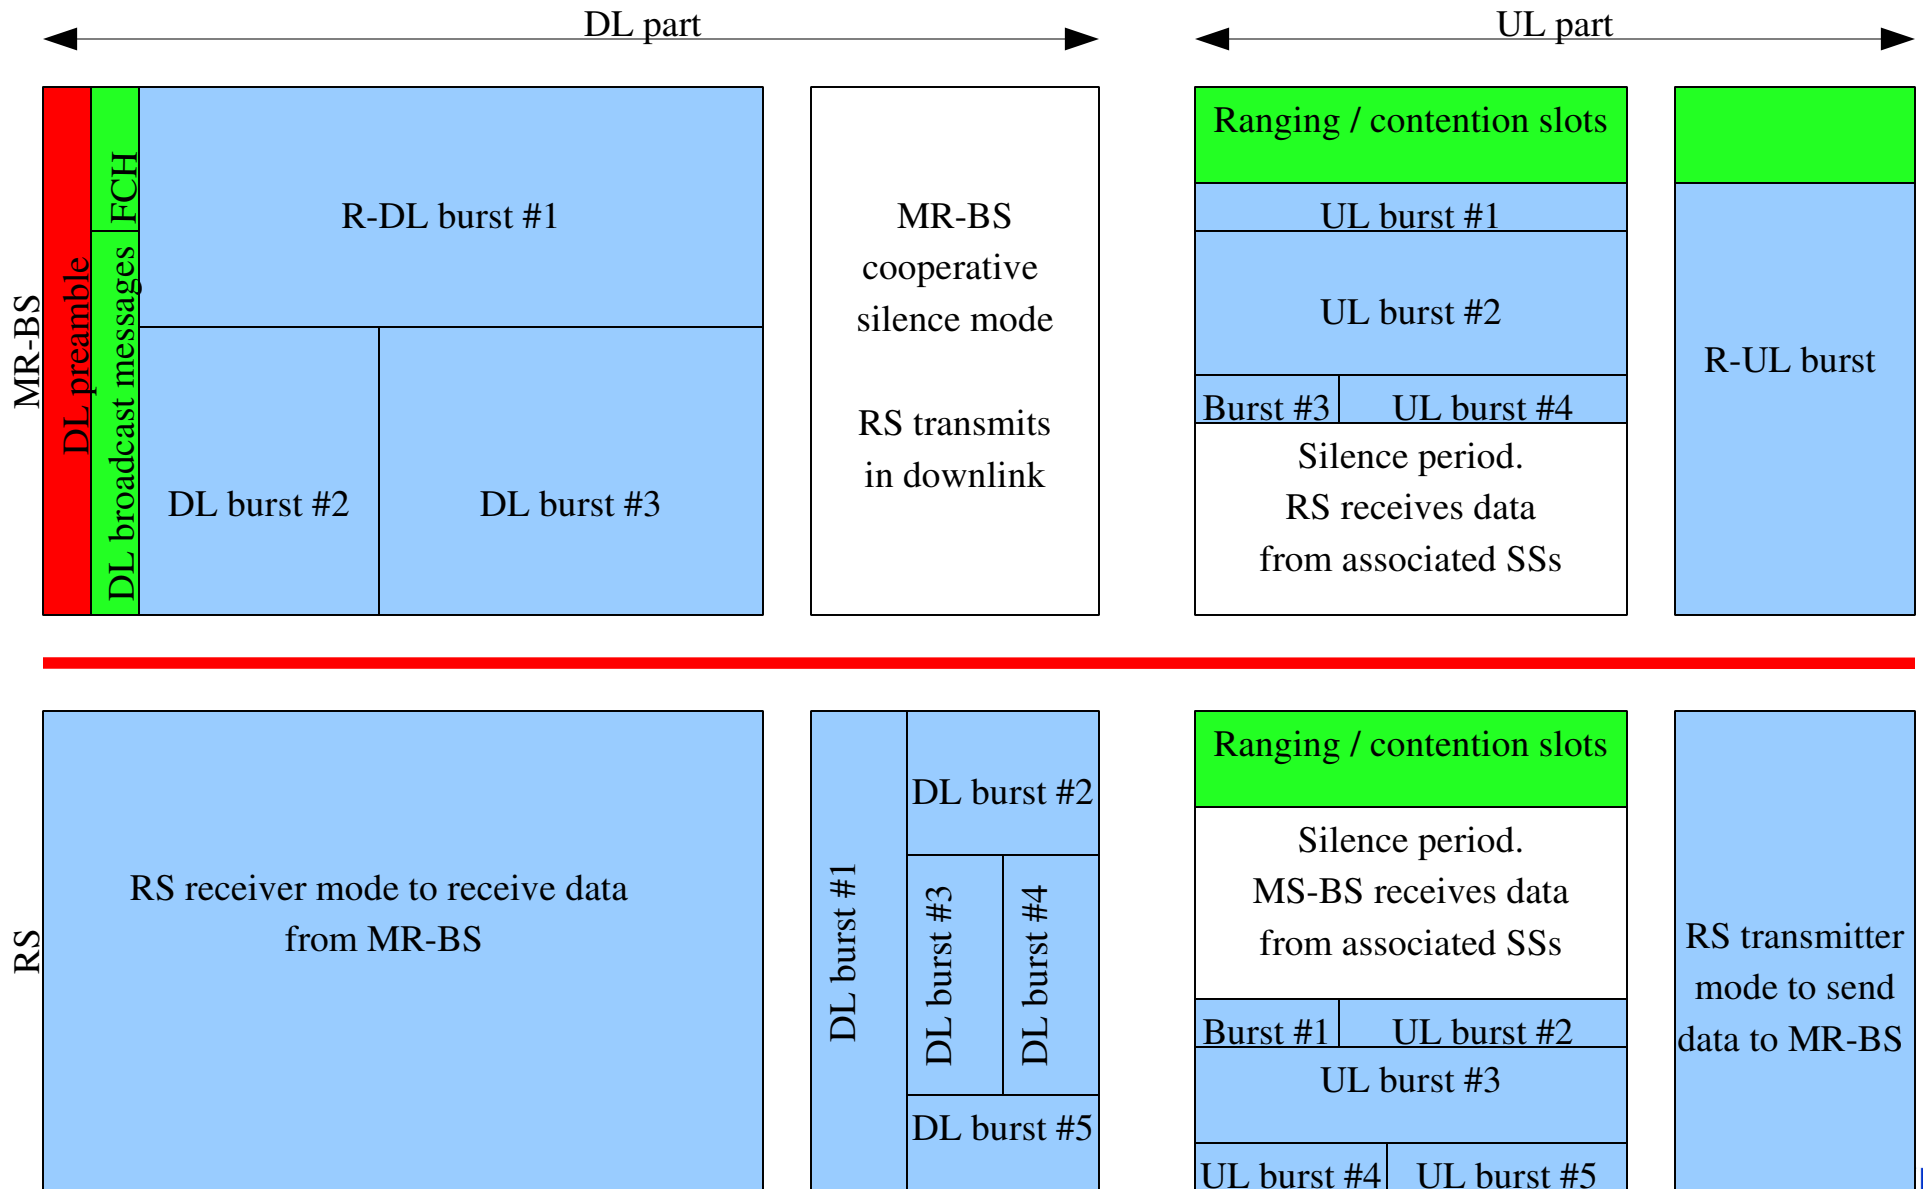 DL part
UL part
MR-BS
DL preamble
FCH
DL broadcast messages
R-DL burst #1
DL burst #2
DL burst #3
MR-BS
cooperative
silence mode
RS transmits
in downlink
Ranging / contention slots
UL burst #1
UL burst #2
Burst #3
UL burst #4
Silence period.
RS receives data
from associated SSs
R-UL burst
RS
RS receiver mode to receive data
from MR-BS
DL burst #1
DL burst #2
DL burst #3
DL burst #4
DL burst #5
Ranging / contention slots
Silence period.
MS-BS receives data
from associated SSs
Burst #1
UL burst #2
UL burst #3
UL burst #4
UL burst #5
RS transmitter
mode to send
data to MR-BS